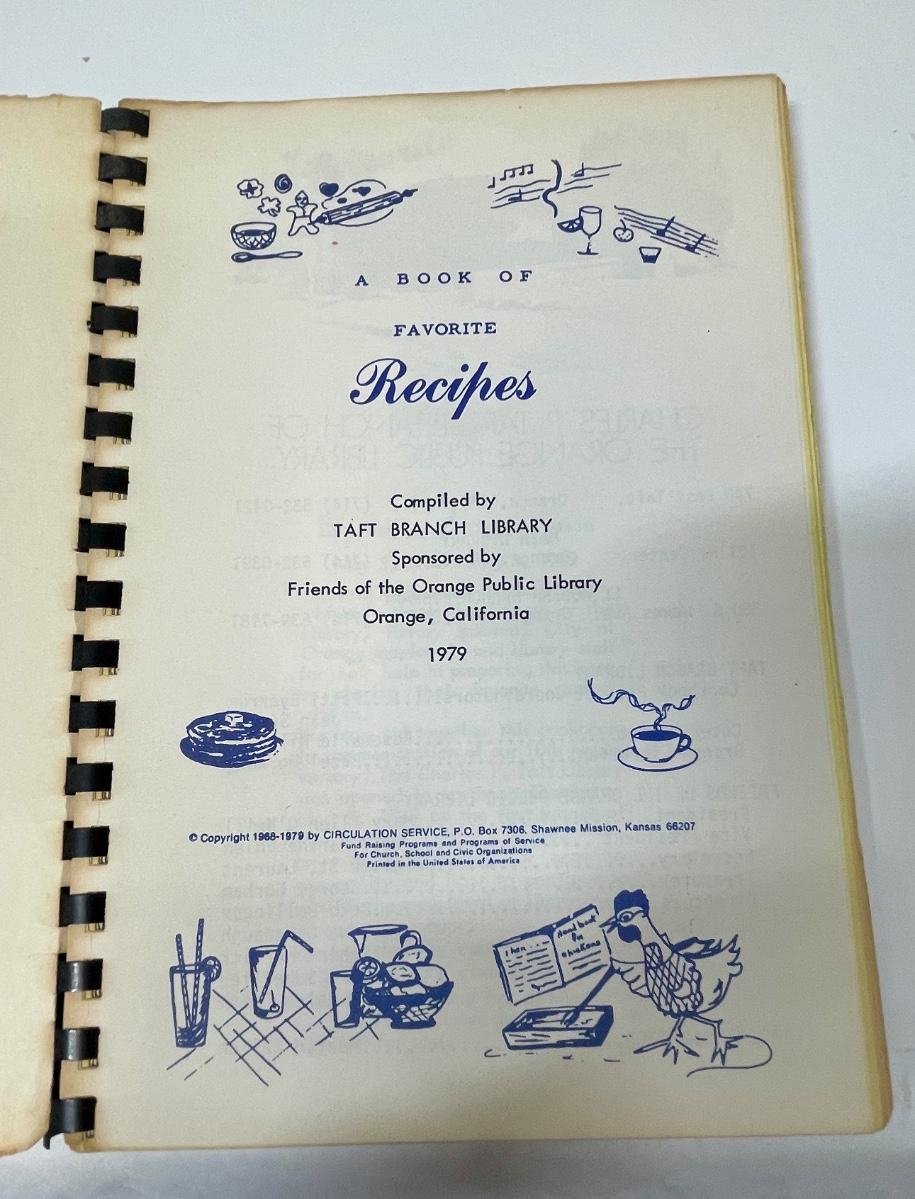 A BOOK OF
FAVORITE
Recipes
Compiled by
TAFT BRANCH LIBRARY
Sponsored by
Friends of the Orange Public Library
Orange, California
1979
© Copyright 1968-1979 by CIRCULATION SERVICE, P.O. Box 7306, Shawnee Mission, Kansas 66207
Fund Raising Programs and Programs of Service
For Church, School and Civic Organizations
Printed in the United States of America